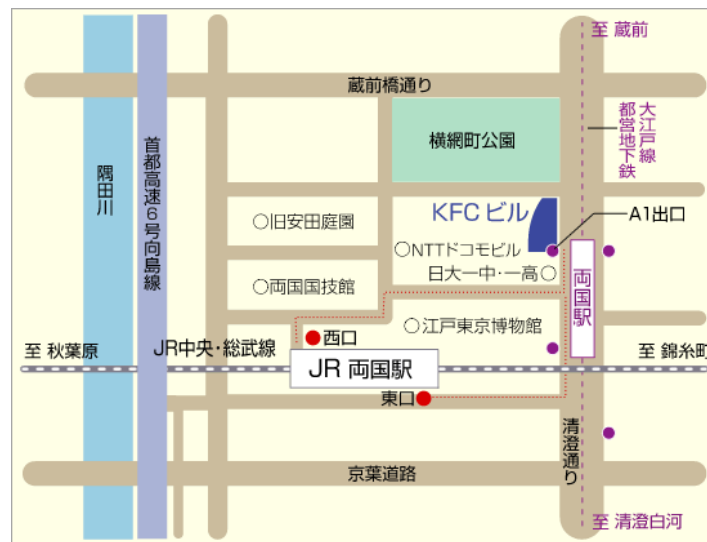 至 蔵前
蔵前橋通り
大江戸線
都営地下鉄
横網町公園
隅田川
首都高速6号向島線
KFC ビル
A1出口
○旧安田庭園
○NTTドコモビル
日大一中・一高○
両国駅
○両国国技館
○江戸東京博物館
西口
至 秋葉原
JR中央・総武線
JR 両国駅
至 錦糸町
東口
清澄通り
京葉道路
至 清澄白河